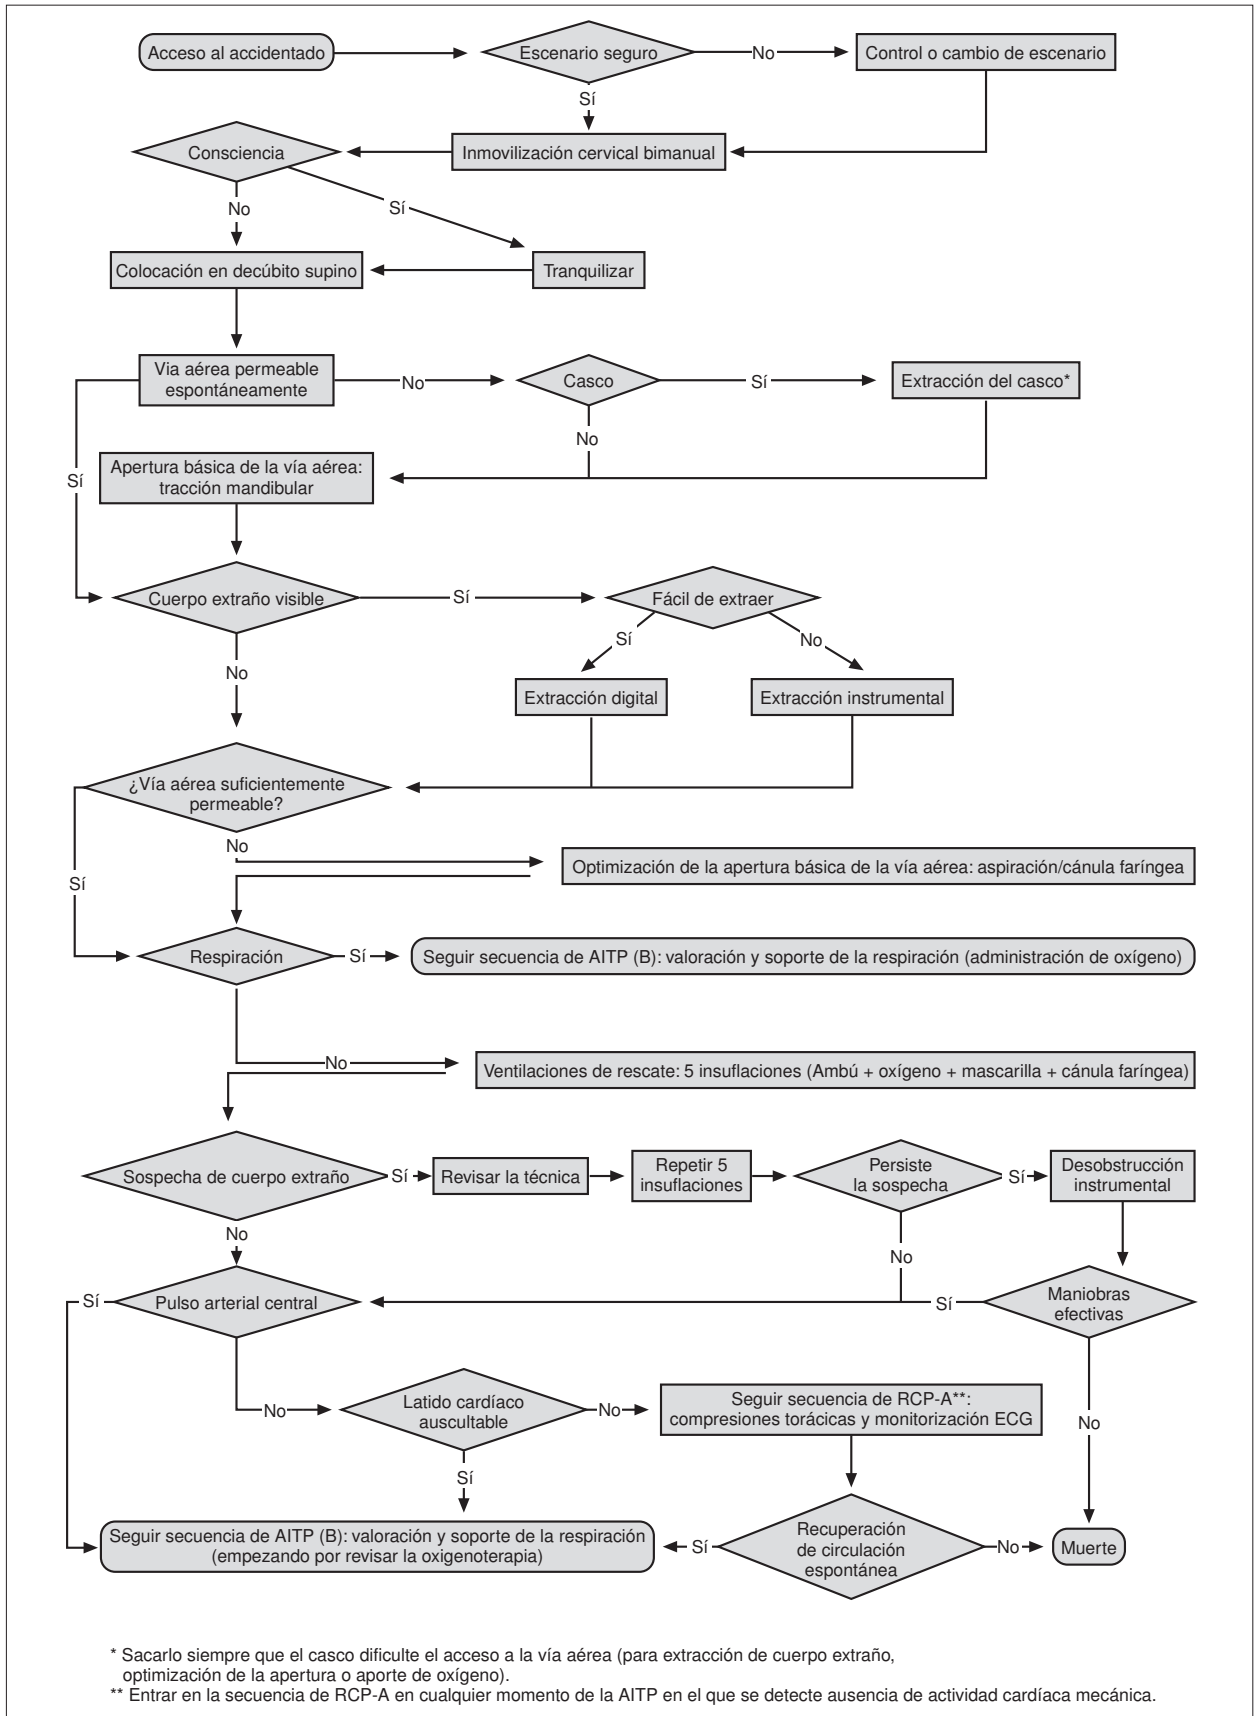 Acceso al accidentado
Escenario seguro
No
Control o cambio de escenario
Sí
Consciencia
Inmovilización cervical bimanual
No
Sí
Colocación en decúbito supino
Tranquilizar
Via aérea permeable
espontáneamente
No
Casco
Sí
Extracción del casco*
No
Sí
Apertura básica de la vía aérea:
tracción mandibular
Cuerpo extraño visible
Sí
Fácil de extraer
Sí
No
No
Extracción digital
Extracción instrumental
¿Vía aérea suficientemente
permeable?
No
Optimización de la apertura básica de la vía aérea: aspiración/cánula faríngea
Sí
Respiración
Sí
Seguir secuencia de AITP (B): valoración y soporte de la respiración (administración de oxígeno)
No
Ventilaciones de rescate: 5 insuflaciones (Ambú + oxígeno + mascarilla + cánula faríngea)
Sospecha de cuerpo extraño
Sí
Revisar la técnica
Repetir 5
insuflaciones
Persiste
la sospecha
Sí
Desobstrucción
instrumental
No
No
Sí
Pulso arterial central
Sí
Maniobras
efectivas
No
Latido cardíaco
auscultable
No
Seguir secuencia de RCP-A**:
compresiones torácicas y monitorización ECG
No
Sí
Seguir secuencia de AITP (B): valoración y soporte de la respiración
(empezando por revisar la oxigenoterapia)
Sí
Recuperación
de circulación
espontánea
No
Muerte
* Sacarlo siempre que el casco dificulte el acceso a la vía aérea (para extracción de cuerpo extraño,
optimización de la apertura o aporte de oxígeno).
** Entrar en la secuencia de RCP-A en cualquier momento de la AITP en el que se detecte ausencia de actividad cardíaca mecánica.